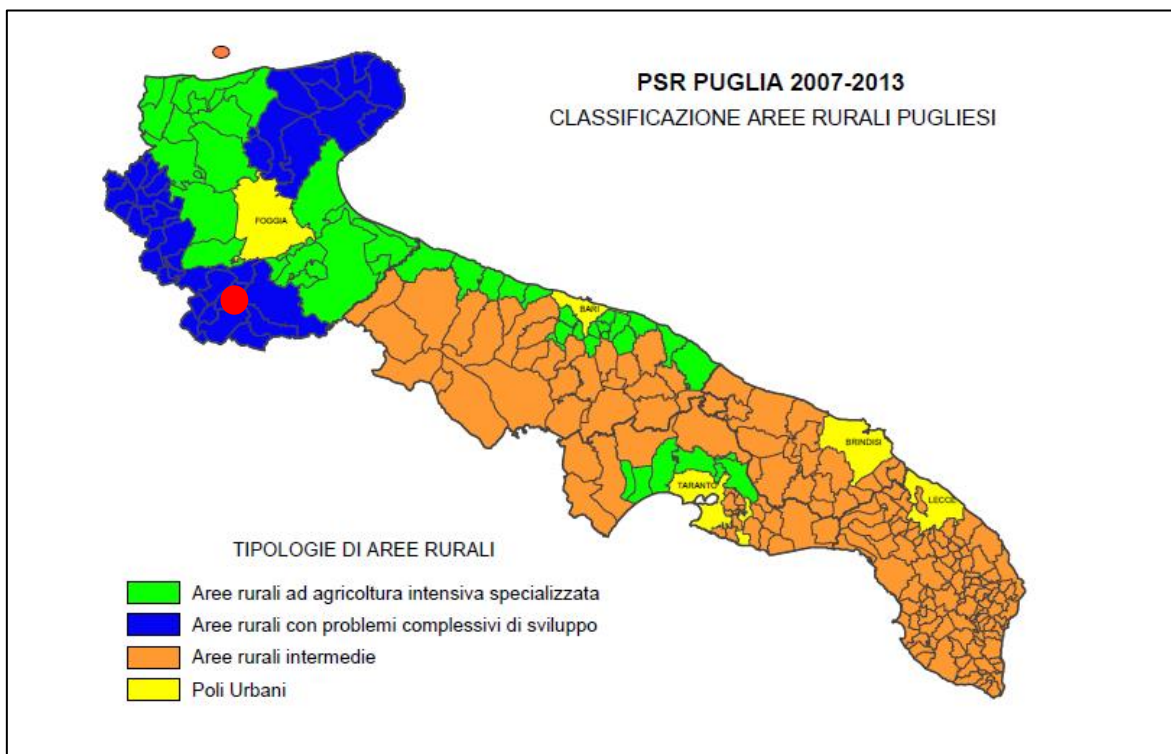 PSR PUGLIA 2007-2013
CLASSIFICAZIONE AREE RURALI PUGLIESI
FOGGIA
BARI
BRINDISI
TARANTO
LECCE
TIPOLOGIE DI AREE RURALI
Aree rurali ad agricoltura intensiva specializzata
Aree rurali con problemi complessivi di sviluppo
Aree rurali intermedie
Poli Urbani